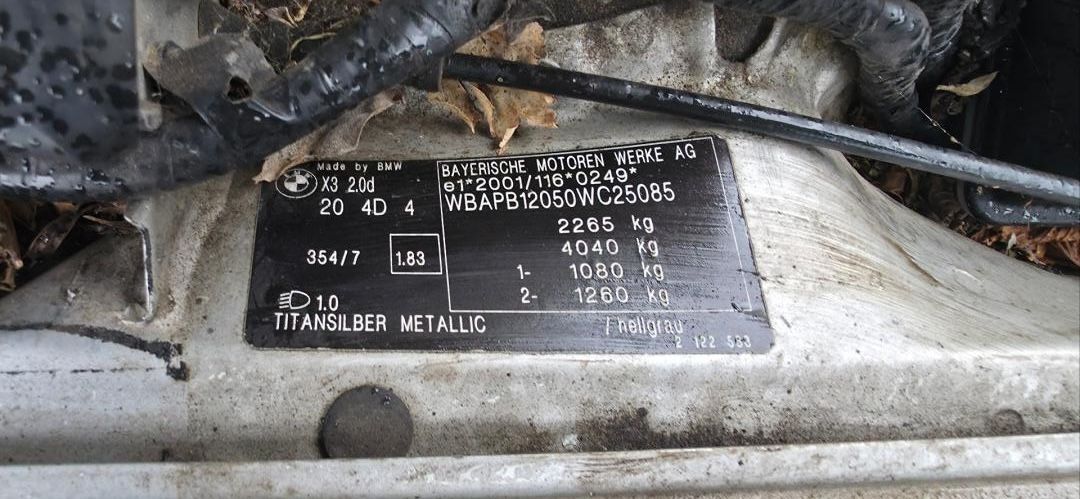 Made by BMW
X3 2.0d
20 4D 4
354/7 1.83
1.0
BAYERISCHE MOTOREN WERKE AG
e1*2001/116*0249*
WBAPB12050WC25085
2265 kg
4040 kg
1- 1080 kg
2- 1260 kg
TITANSILBER METALLIC /hellgrau
2 122 533